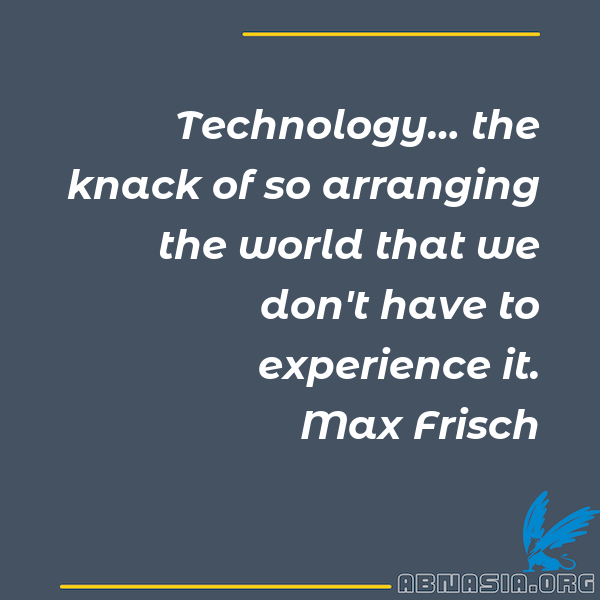 Technology... the
knack of so arranging
the world that we
don't have to
experience it.
Max Frisch
ABNASIA.ORG